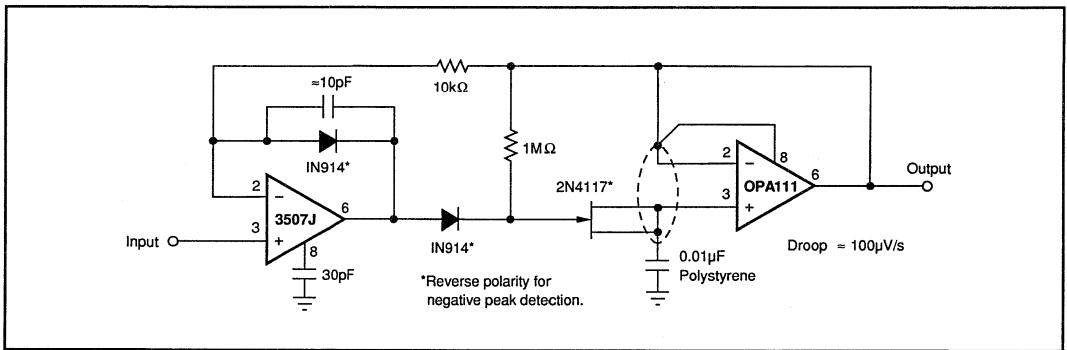 10kΩ
≈10pF
IN914*
1MΩ
2N4117*
2
3
6
8
3507J
−
+
Input
30pF
IN914*
*Reverse polarity for
negative peak detection.
0.01μF
Polystyrene
2
3
8
6
OPA111
−
+
Output
Droop ≈ 100μV/s